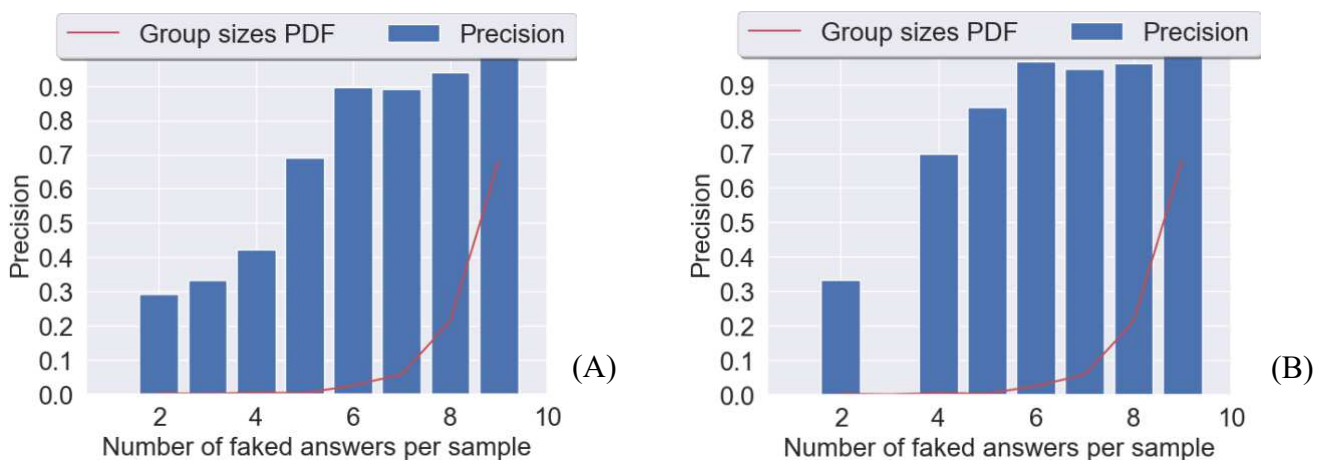 Group sizes PDF Precision
0.9
0.8
0.7
0.6
0.5
0.4
0.3
0.2
0.1
0.0
Precision
2 4 6 8 10
Number of faked answers per sample
(A)
Group sizes PDF Precision
0.9
0.8
0.7
0.6
0.5
0.4
0.3
0.2
0.1
0.0
Precision
2 4 6 8 10
Number of faked answers per sample
(B)